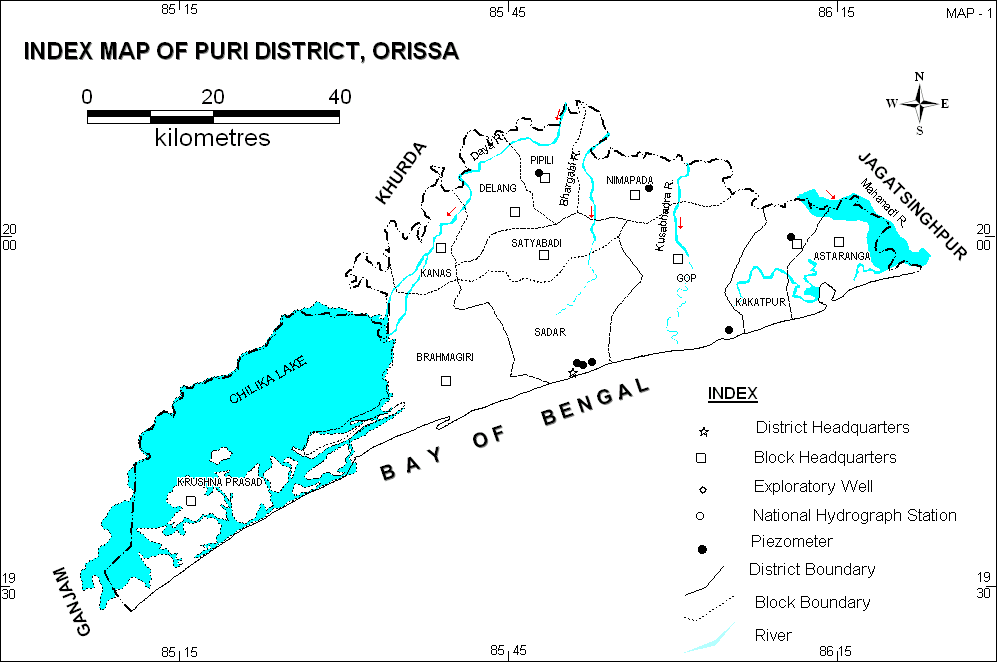 85 15
85 45
86 15
MAP - 1
INDEX MAP OF PURI DISTRICT, ORISSA
0 20 40
kilometres
N
W E
S
KHURDA
JAGATSINGHPUR
Daya R.
PIPILI
Bhargabi R.
NIMAPADA
DELANG
Kusabhadra R.
Mahanadi R.
20
00
20
00
SATYABADI
KANAS
GOP
ASTARANGA
KAKATPUR
SADAR
BRAHMAGIRI
CHILIKA LAKE
BAY OF BENGAL
KRUSHNA PRASAD
GANJAM
INDEX
District Headquarters
Block Headquarters
Exploratory Well
National Hydrograph Station
Piezometer
District Boundary
Block Boundary
River
19
30
19
30
85 15
85 45
86 15